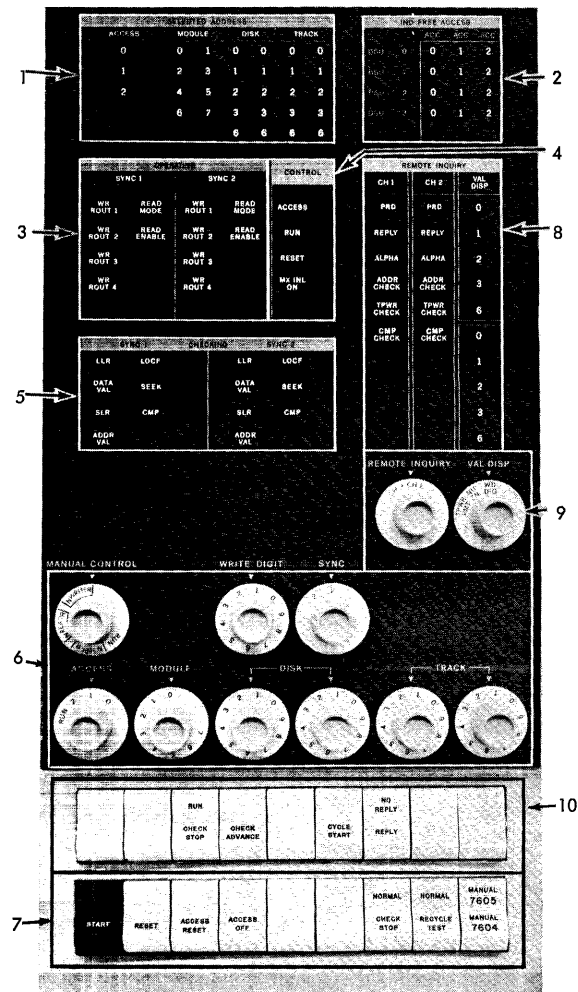 SELECTED ADDRESS
ACCESS MODULE DISK TRACK
0 0 1 0 0 0 0
1 2 3 1 1 1 1
2 4 5 2 2 2 2
6 7 3 3 3 3
6 6 6 6
1
IND FREE ACCESS
ACC ACC ACC
0 0 1 2
0 1 2
2 0 1 2
0 1 2
2
4
OPERATION
SYNC 1 SYNC 2
WR ROUT 1 READ MODE WR ROUT 1 READ MODE
WR ROUT 2 READ ENABLE WR ROUT 2 READ ENABLE
WR ROUT 3 WR ROUT 3
WR ROUT 4 WR ROUT 4
3
CONTROL
ACCESS
RUN
RESET
MX INL
ON
REMOTE INQUIRY
CH 1 CH 2 VAL DISP
PRD PRD 0
REPLY REPLY 1
ALPHA ALPHA 2
ADDR CHECK ADDR CHECK 3
TPWR CHECK TPWR CHECK 6
CMP CHECK CMP CHECK 0
1
2
3
6
8
SYNC 1 CHECKING SYNC 2
LLR LOCF LLR LOCF
DATA VAL SEEK DATA VAL SEEK
SLR CMP SLR CMP
ADDR VAL ADDR VAL
5
REMOTE INQUIRY VAL DISP
CH 1
9
MANUAL CONTROL WRITE DIGIT SYNC
6
ACCESS MODULE DISK TRACK
RUN 2 1 0
RUN
CHECK STOP
CHECK ADVANCE
CYCLE START
NO REPLY
REPLY
10
7
START
RESET
ACCESS RESET
ACCESS OFF
NORMAL
CHECK STOP
NORMAL
RECYCLE TEST
MANUAL 7605
MANUAL 7604